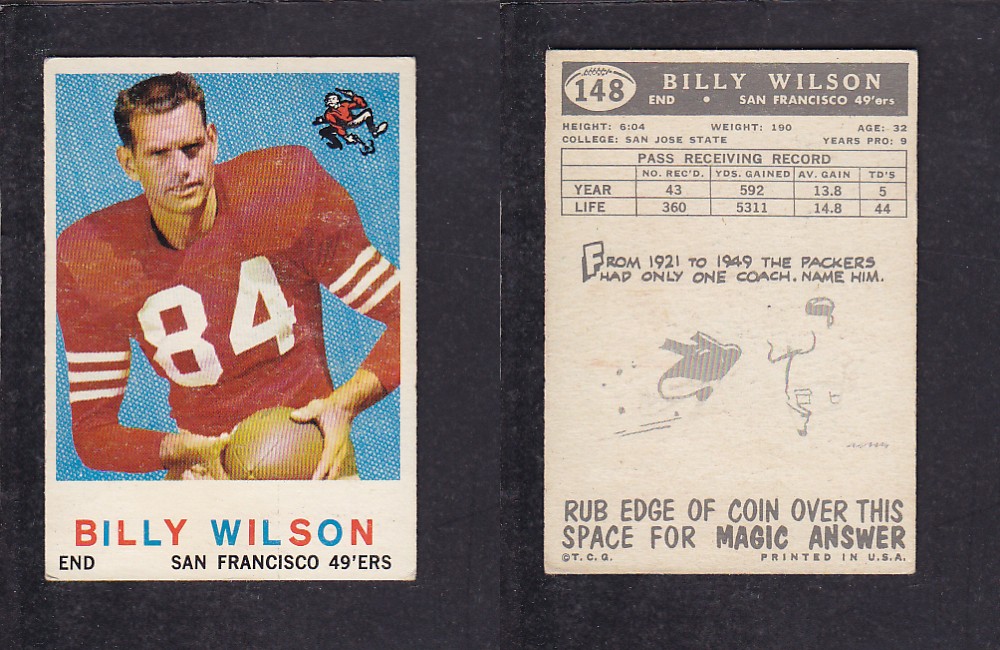 84
BILLY WILSON
END SAN FRANCISCO 49'ERS
148
BILLY WILSON
END • SAN FRANCISCO 49'ers
HEIGHT: 6:04 WEIGHT: 190 AGE: 32
COLLEGE: SAN JOSE STATE YEARS PRO: 9
PASS RECEIVING RECORD
NO. REC'D. YDS. GAINED AV. GAIN TD'S
YEAR 43 592 13.8 5
LIFE 360 5311 14.8 44
FROM 1921 TO 1949 THE PACKERS
HAD ONLY ONE COACH. NAME HIM.
RUB EDGE OF COIN OVER THIS
SPACE FOR MAGIC ANSWER
©T.C.G. PRINTED IN U.S.A.